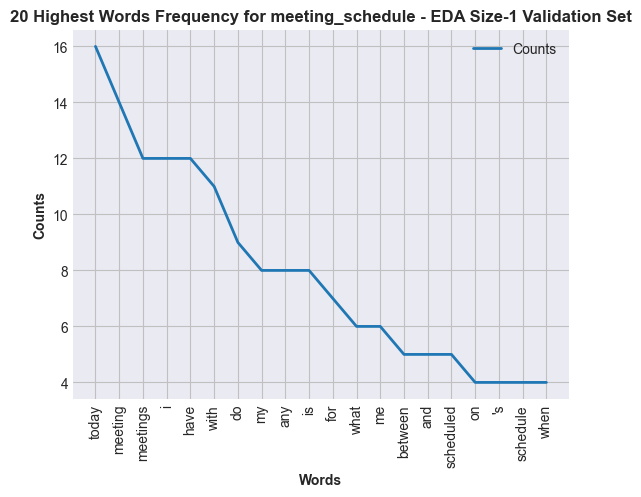 20 Highest Words Frequency for meeting_schedule - EDA Size-1 Validation Set
Counts
16
14
12
10
8
6
4
Counts
today
meeting
meetings
i
have
with
do
my
any
is
for
what
me
between
and
scheduled
on
's
schedule
when
Words